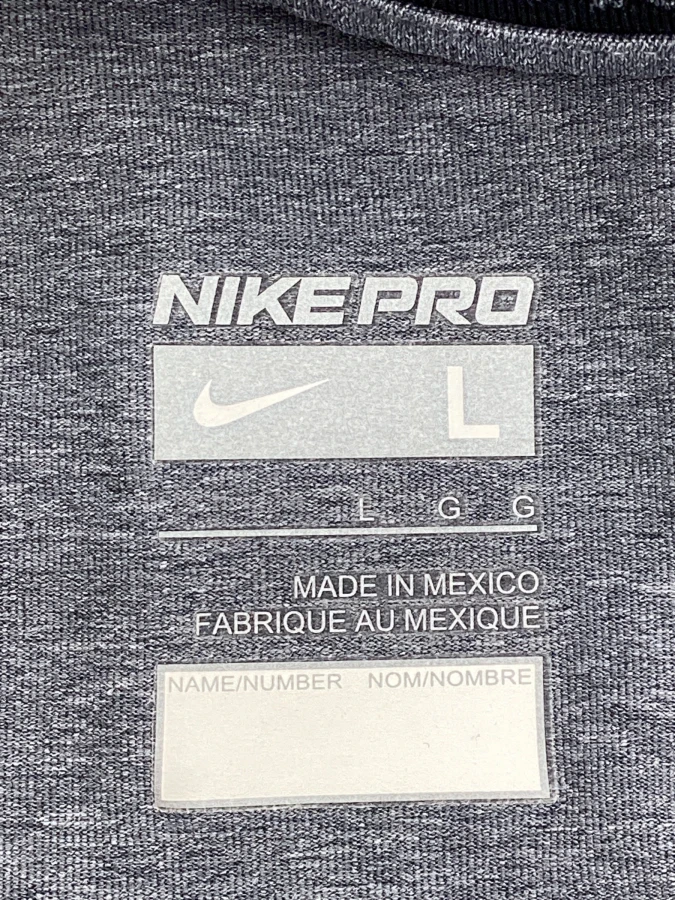 NIKE PRO
L
L G G
MADE IN MEXICO
FABRIQUE AU MEXIQUE
NAME/NUMBER NOM/NOMBRE